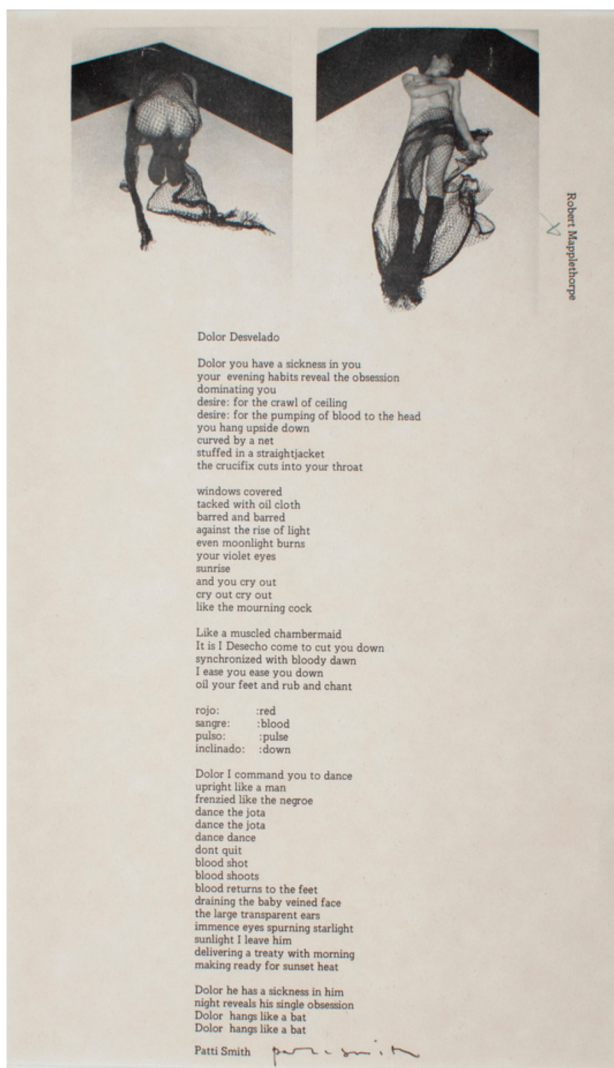 Robert Mapplethorpe
Dolor Desvelado
Dolor you have a sickness in you
your evening habits reveal the obsession
dominating you
desire: for the crawl of ceiling
desire: for the pumping of blood to the head
you hang upside down
curved by a net
stuffed in a straightjacket
the crucifix cuts into your throat
windows covered
tacked with oil cloth
barred and barred
against the rise of light
even moonlight burns
your violet eyes
sunrise
and you cry out
cry out cry out
like the mourning cock
Like a muscled chambermaid
It is I Desecho come to cut you down
synchronized with bloody dawn
I ease you ease you down
oil your feet and rub and chant
rojo: :red
sangre: :blood
pulso: :pulse
inclinado: :down
Dolor I command you to dance
upright like a man
frenzied like the negroe
dance the jota
dance the jota
dance dance
dont quit
blood shot
blood shoots
blood returns to the feet
draining the baby veined face
the large transparent ears
immence eyes spurning starlight
sunlight I leave him
delivering a treaty with morning
making ready for sunset heat
Dolor he has a sickness in him
night reveals his single obsession
Dolor hangs like a bat
Dolor hangs like a bat
Patti Smith patti smith